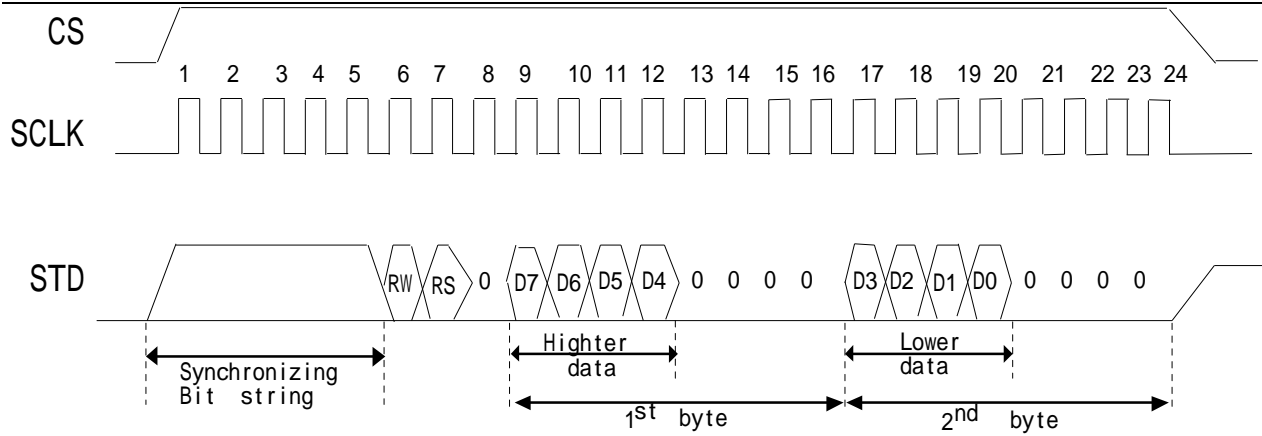 CS
1 2 3 4 5 6 7 8 9 10 11 12 13 14 15 16 17 18 19 20 21 22 23 24
SCLK
STD RW RS 0 D7 D6 D5 D4 0 0 0 0 D3 D2 D1 D0 0 0 0 0
Highter Lower
data data
Synchronizing
Bit string
1st byte 2nd byte